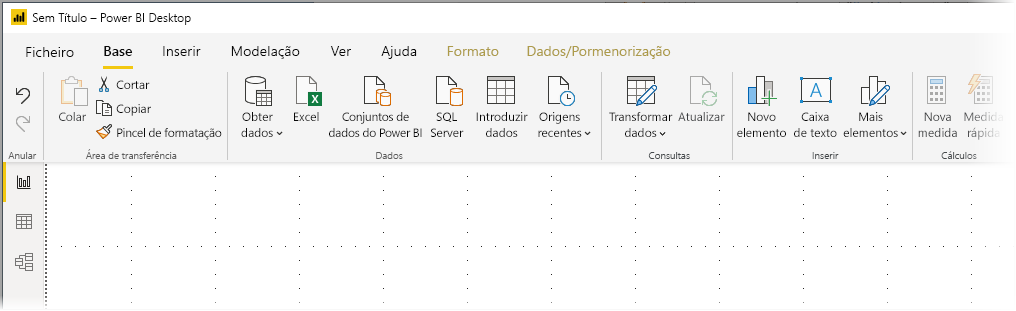 Sem Título – Power BI Desktop
Ficheiro Base Inserir Modelação Ver Ajuda Formato Dados/Pormenorização
Cortar
Copiar
Pincel de formatação
Colar
Obter dados
Excel
Conjuntos de dados do Power BI
SQL Server
Introduzir dados
Origens recentes
Transformar dados
Atualizar
Novo elemento
A
Caixa de texto
Mais elementos
Nova medida
Medida rápida
Anular
Área de transferência
Dados
Consultas
Inserir
Cálculos